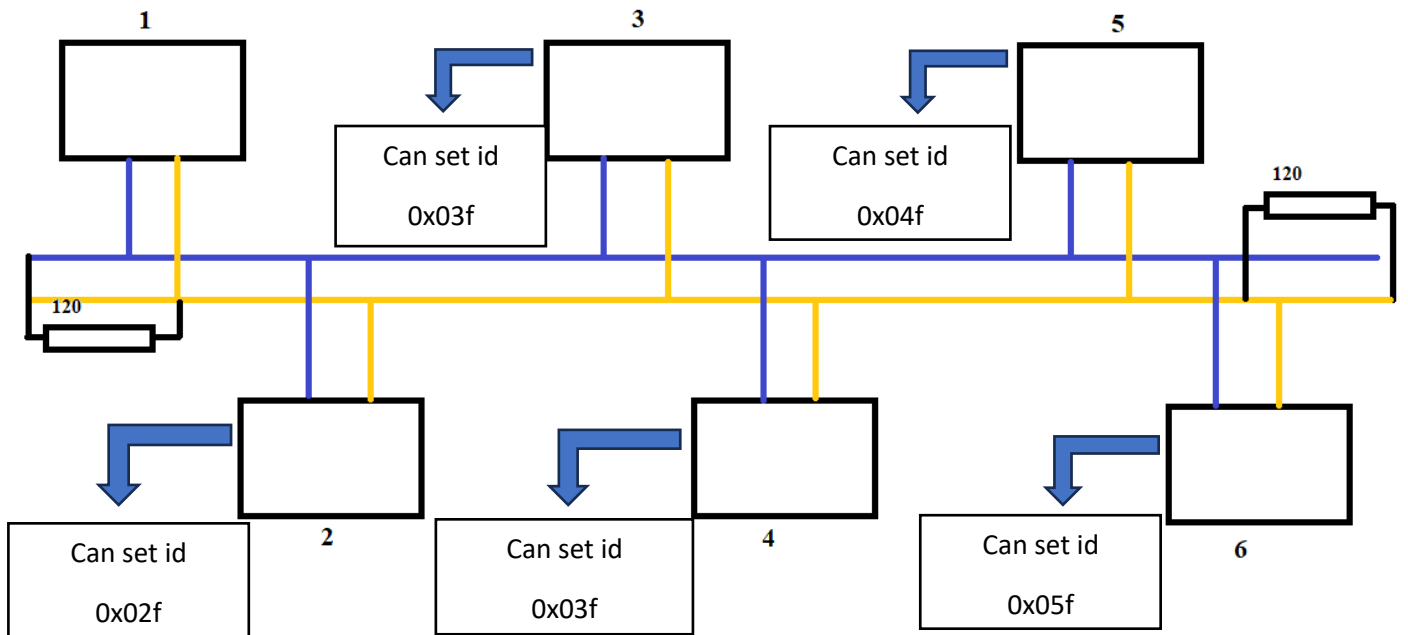 1
3
5
Can set id
0x03f
Can set id
0x04f
120
120
2
4
6
Can set id
0x02f
Can set id
0x03f
Can set id
0x05f